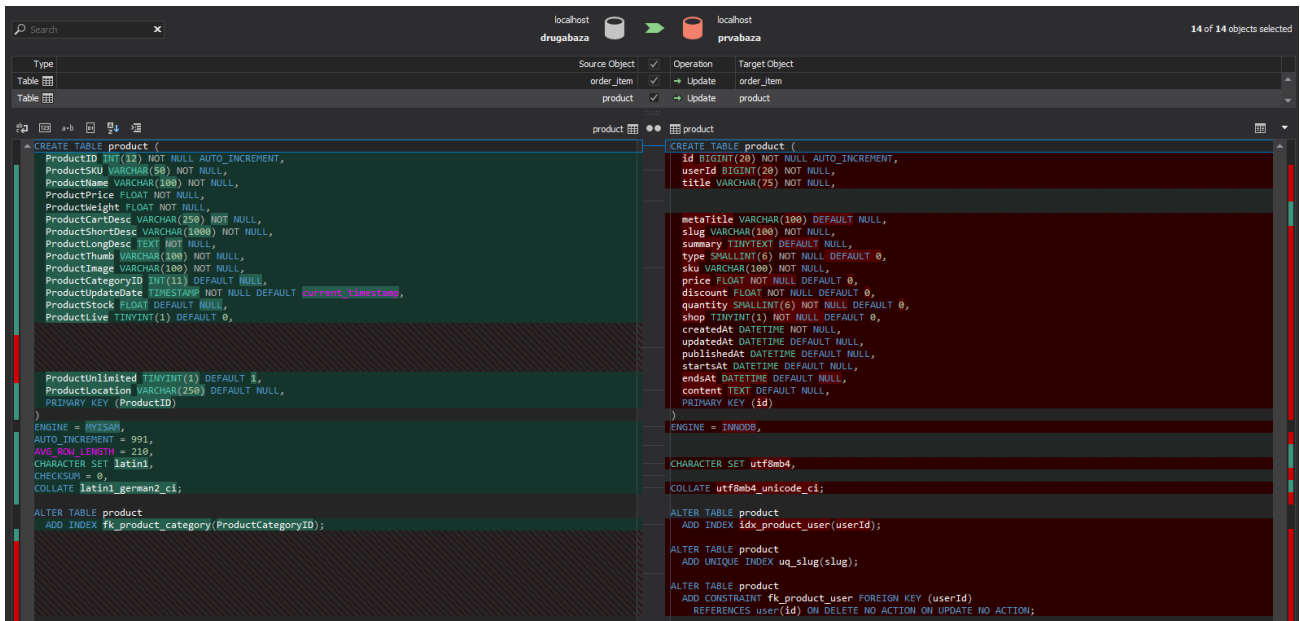 Search
localhost
drugabaza
localhost
prvabaza
14 of 14 objects selected
Type Source Object Operation Target Object
Table order_item → Update order_item
Table product → Update product
product product
CREATE TABLE product (
ProductID INT(12) NOT NULL AUTO_INCREMENT,
ProductSKU VARCHAR(50) NOT NULL,
ProductName VARCHAR(100) NOT NULL,
ProductPrice FLOAT NOT NULL,
ProductWeight FLOAT NOT NULL,
ProductCartDesc VARCHAR(250) NOT NULL,
ProductShortDesc VARCHAR(1000) NOT NULL,
ProductLongDesc TEXT NOT NULL,
ProductThumb VARCHAR(100) NOT NULL,
ProductImage VARCHAR(100) NOT NULL,
ProductCategoryID INT(11) DEFAULT NULL,
ProductUpdateDate TIMESTAMP NOT NULL DEFAULT current_timestamp,
ProductStock FLOAT DEFAULT NULL,
ProductLive TINYINT(1) DEFAULT 0,
ProductUnlimited TINYINT(1) DEFAULT 1,
ProductLocation VARCHAR(250) DEFAULT NULL,
PRIMARY KEY (ProductID)
)
ENGINE = MYISAM,
AUTO_INCREMENT = 991,
AVG_ROW_LENGTH = 210,
CHARACTER SET latin1,
CHECKSUM = 0,
COLLATE latin1_german2_ci;
ALTER TABLE product
ADD INDEX fk_product_category(ProductCategoryID);
CREATE TABLE product (
id BIGINT(20) NOT NULL AUTO_INCREMENT,
userId BIGINT(20) NOT NULL,
title VARCHAR(75) NOT NULL,
metaTitle VARCHAR(100) DEFAULT NULL,
slug VARCHAR(100) NOT NULL,
summary TINYTEXT DEFAULT NULL,
type SMALLINT(6) NOT NULL DEFAULT 0,
sku VARCHAR(100) NOT NULL,
price FLOAT NOT NULL DEFAULT 0,
discount FLOAT NOT NULL DEFAULT 0,
quantity SMALLINT(6) NOT NULL DEFAULT 0,
shop TINYINT(1) NOT NULL DEFAULT 0,
createdAt DATETIME NOT NULL,
updatedAt DATETIME DEFAULT NULL,
publishedAt DATETIME DEFAULT NULL,
startsAt DATETIME DEFAULT NULL,
endsAt DATETIME DEFAULT NULL,
content TEXT DEFAULT NULL,
PRIMARY KEY (id)
)
ENGINE = INNODB,
CHARACTER SET utf8mb4,
COLLATE utf8mb4_unicode_ci;
ALTER TABLE product
ADD INDEX idx_product_user(userId);
ALTER TABLE product
ADD UNIQUE INDEX uq_slug(slug);
ALTER TABLE product
ADD CONSTRAINT fk_product_user FOREIGN KEY (userId)
REFERENCES user(id) ON DELETE NO ACTION ON UPDATE NO ACTION;